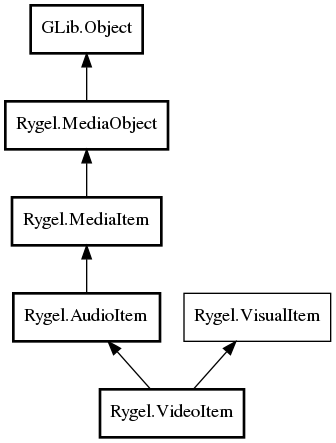 GLib.Object
Rygel.MediaObject
Rygel.MediaItem
Rygel.AudioItem
Rygel.VisualItem
Rygel.VideoItem